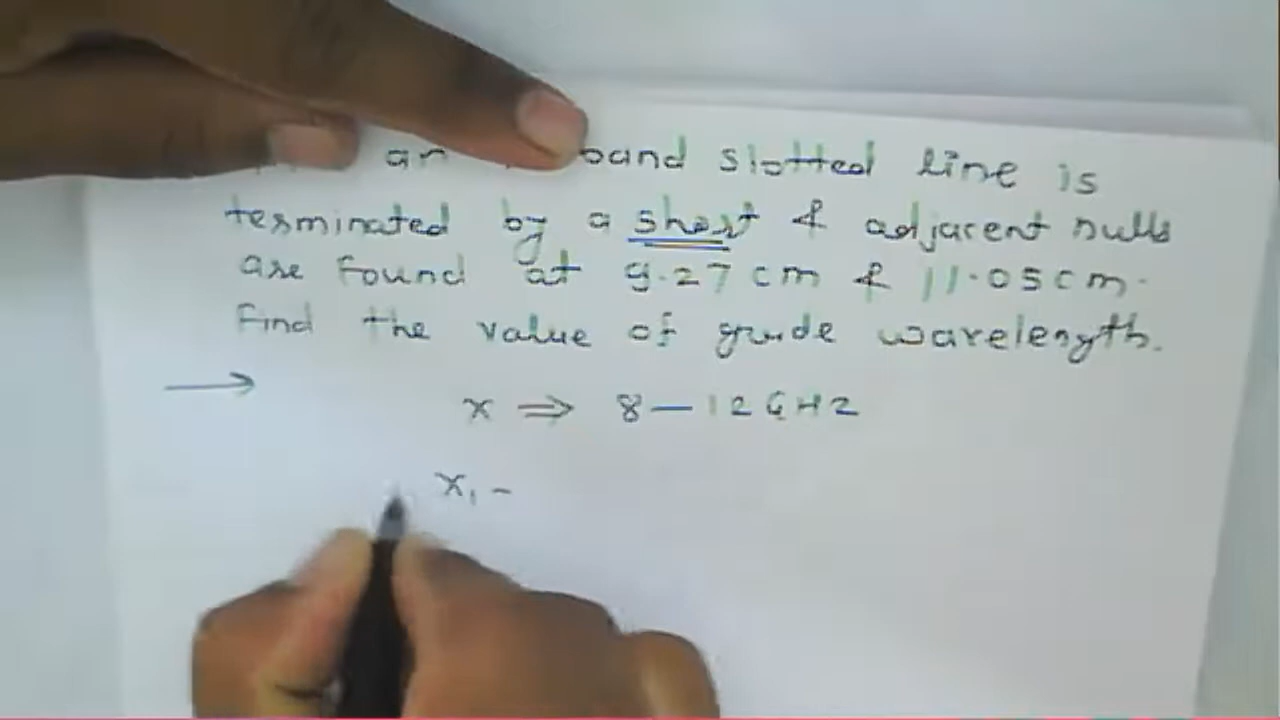 an band slotted line is
terminated by a short & adjacent nulls
are found at 9.27 cm & 11.05 cm.
Find the value of guide wavelength.
→
X ⇒ 8 — 12 GHZ
X₁ -